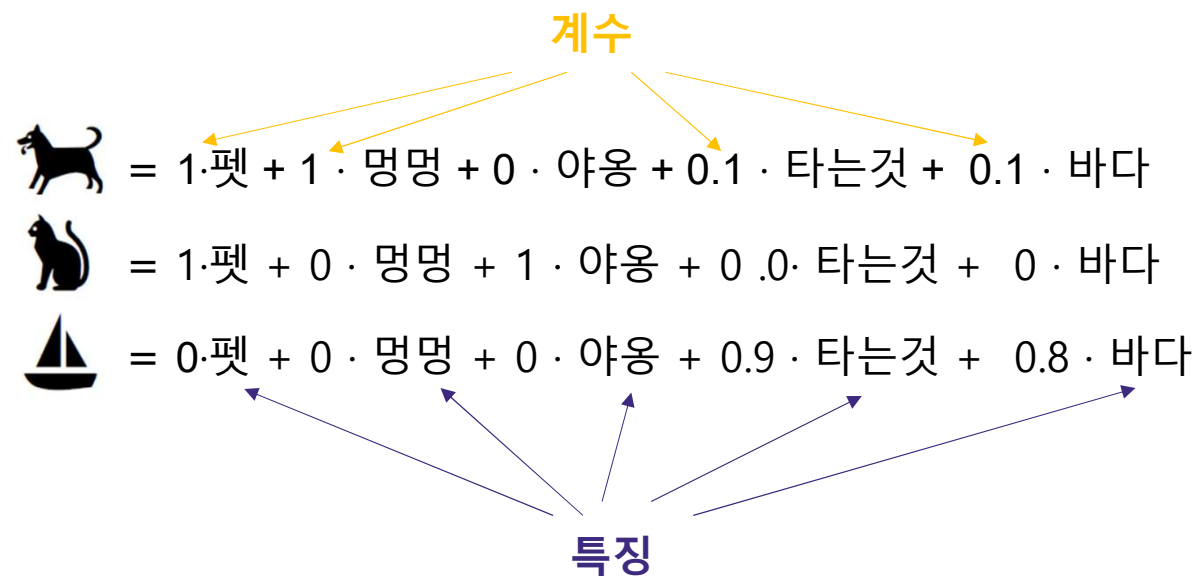 계수
= 1·펫 + 1 · 멍멍 + 0 · 야옹 + 0.1 · 타는것 + 0.1 · 바다
= 1·펫 + 0 · 멍멍 + 1 · 야옹 + 0 .0· 타는것 + 0 · 바다
= 0·펫 + 0 · 멍멍 + 0 · 야옹 + 0.9 · 타는것 + 0.8 · 바다
특징